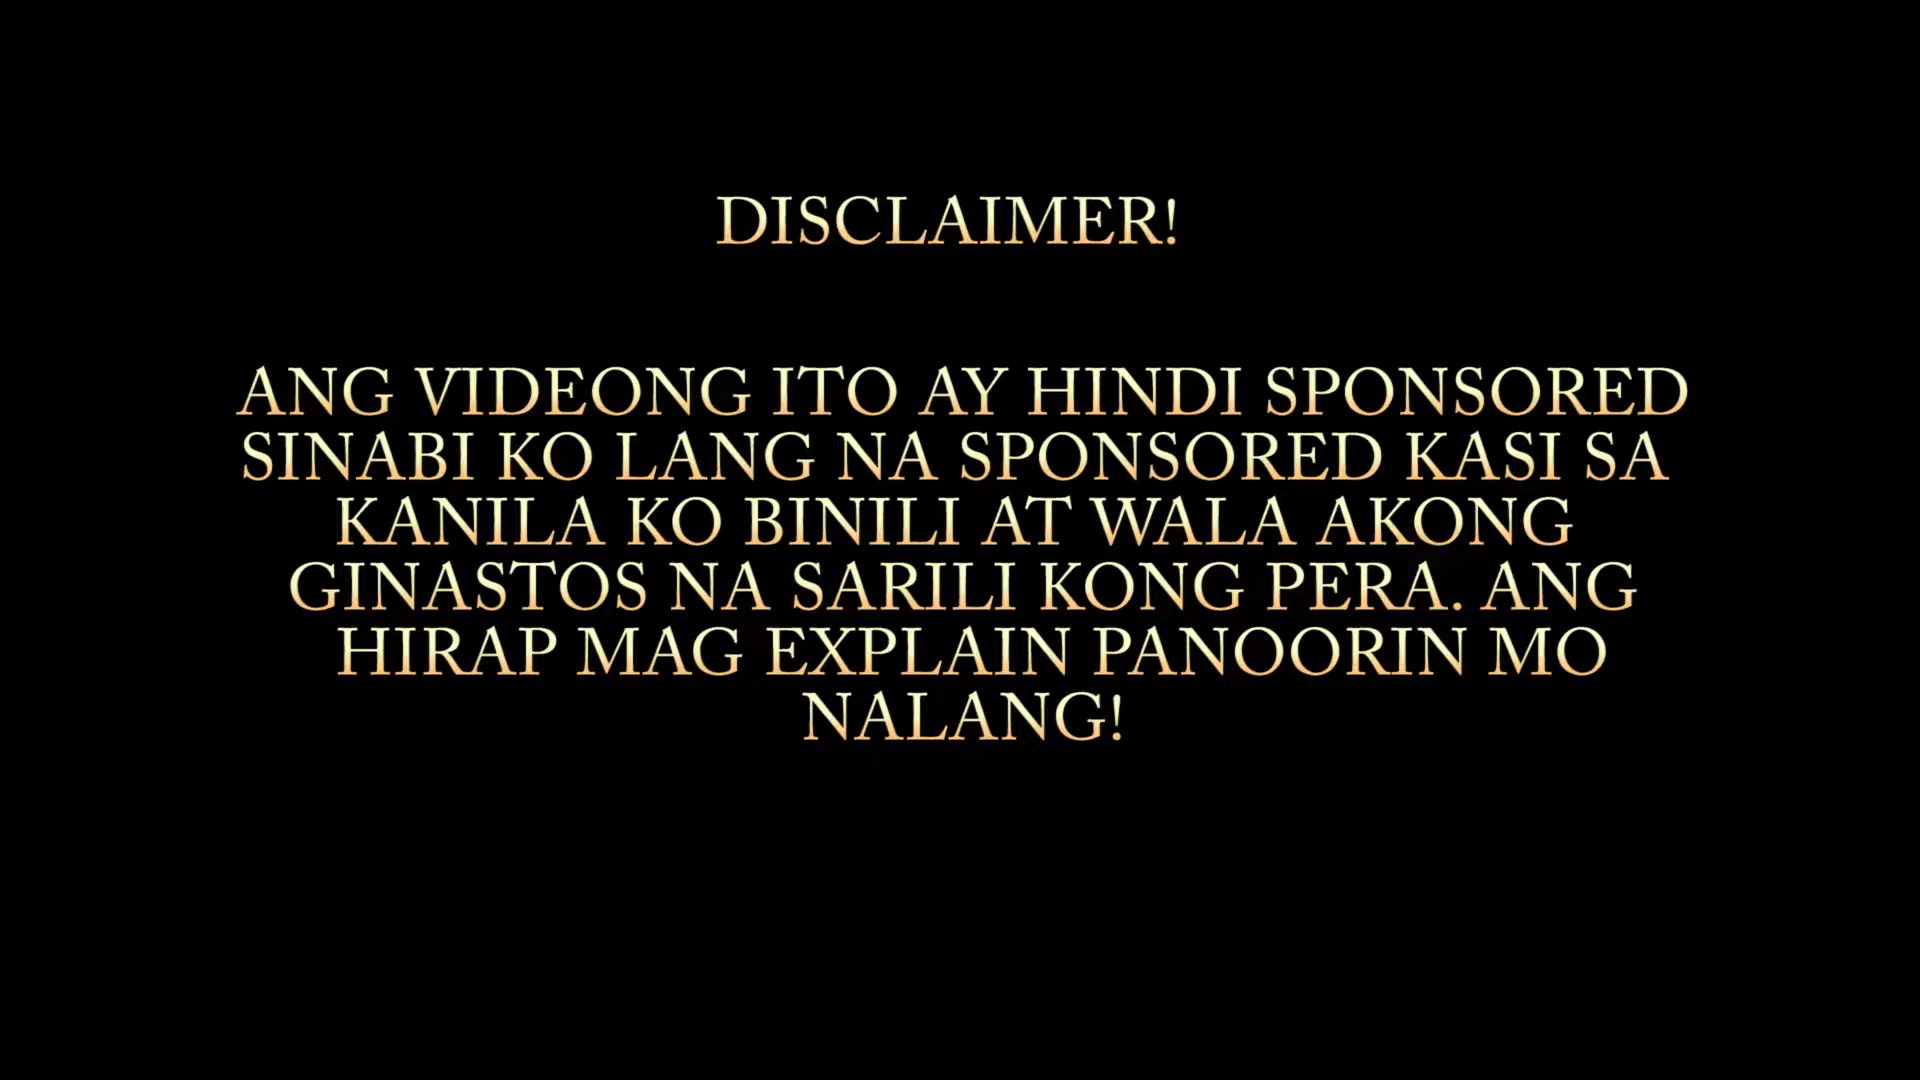 DISCLAIMER!
ANG VIDEONG ITO AY HINDI SPONSORED
SINABI KO LANG NA SPONSORED KASI SA
KANILA KO BINILI AT WALA AKONG
GINASTOS NA SARILI KONG PERA. ANG
HIRAP MAG EXPLAIN PANOORIN MO
NALANG!